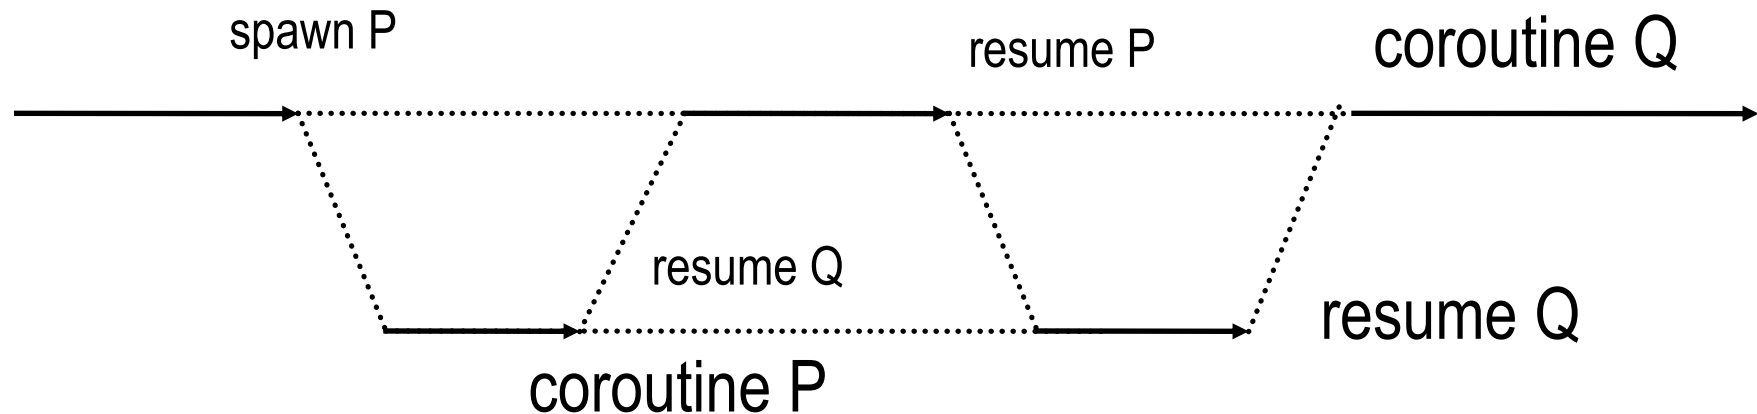 spawn P
resume P
coroutine Q
resume Q
resume Q
coroutine P